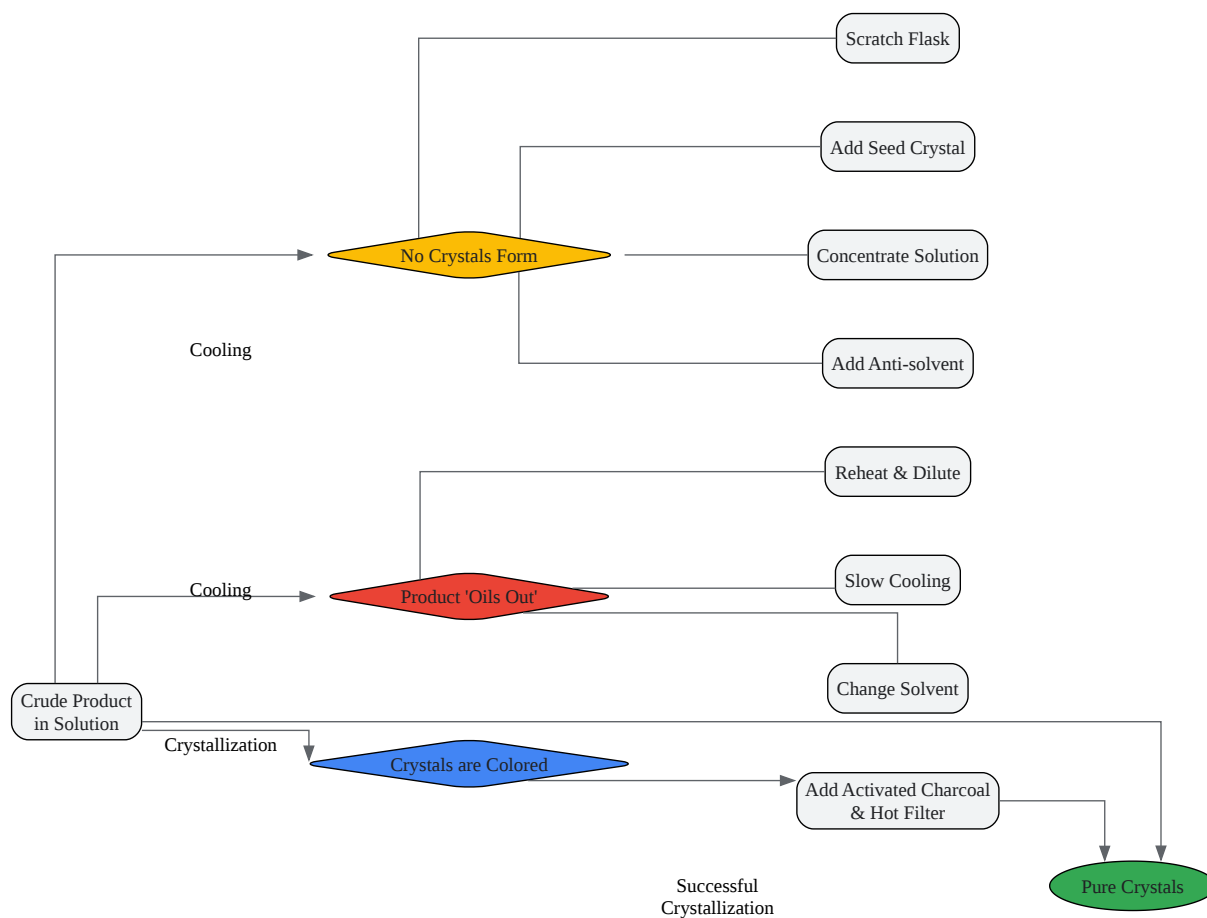 Scratch Flask
Add Seed Crystal
No Crystals Form
Concentrate Solution
Cooling
Add Anti-solvent
Reheat & Dilute
Cooling
Product 'Oils Out'
Slow Cooling
Change Solvent
Crude Product
in Solution
Crystallization
Crystals are Colored
Add Activated Charcoal
& Hot Filter
Successful
Crystallization
Pure Crystals